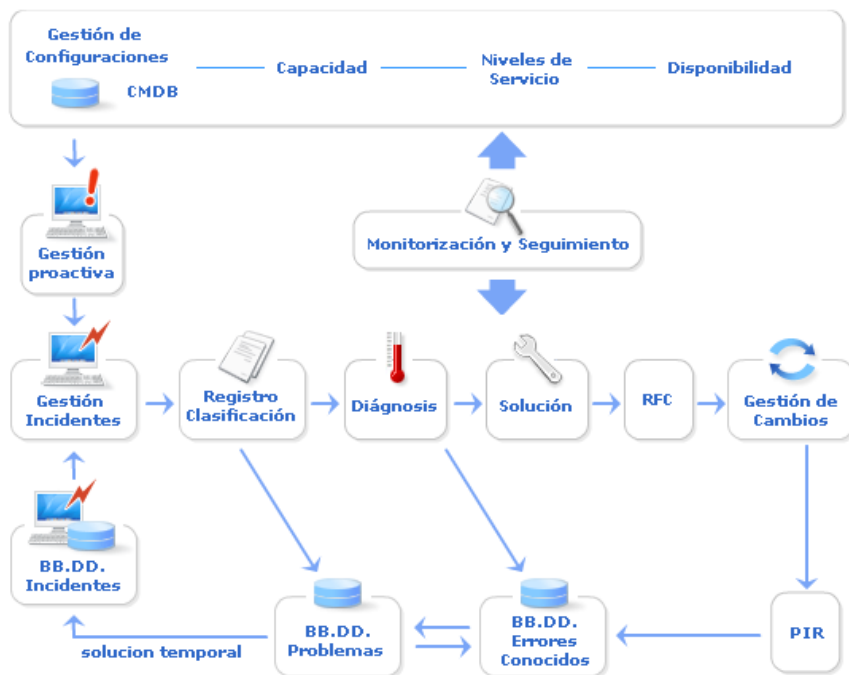 Gestión de
Configuraciones
CMDB
Capacidad
Niveles de
Servicio
Disponibilidad
Gestión
proactiva
Monitorización y Seguimiento
Gestión
Incidentes
Registro
Clasificación
Diágnosis
Solución
RFC
Gestión de
Cambios
BB.DD.
Incidentes
solucion temporal
BB.DD.
Problemas
BB.DD.
Errores
Conocidos
PIR